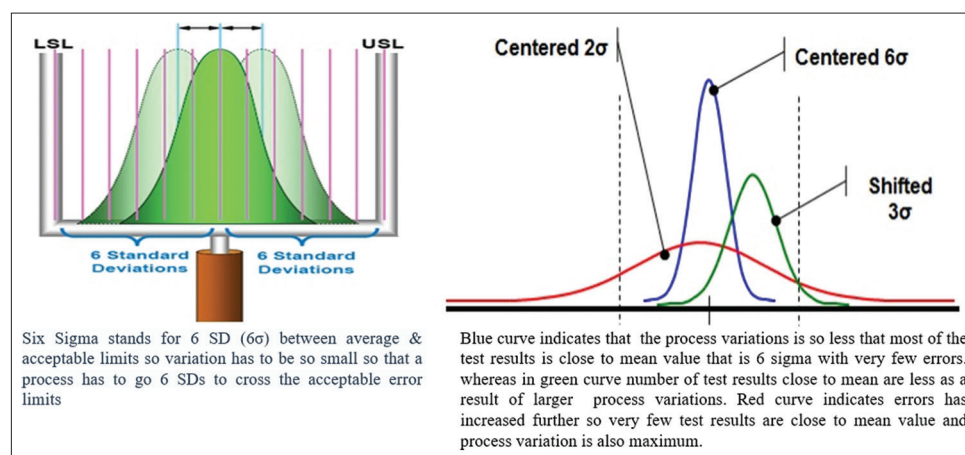 LSL
USL
6 Standard
Deviations
6 Standard
Deviations
Six Sigma stands for 6 SD (6σ) between average &
acceptable limits so variation has to be so small so that a
process has to go 6 SDs to cross the acceptable error
limits
Centered 2σ
Centered 6σ
Shifted
3σ
Blue curve indicates that the process variations is so less that most of the
test results is close to mean value that is 6 sigma with very few errors.
whereas in green curve number of test results close to mean are less as a
result of larger process variations. Red curve indicates errors has
increased further so very few test results are close to mean value and
process variation is also maximum.